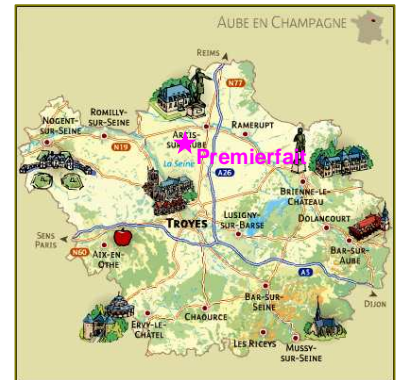 AUBE EN CHAMPAGNE
REIMS
N77
NOGENT-
SUR-SEINE
ROMILLY-
SUR-SEINE
ARCIS-
SUR-AUBE
RAMERUPT
N19
La Seine
Premierfait
A26
BRIENNE-LE-
CHÂTEAU
TROYES
LUSIGNY
-SUR-BARSE
DOLANCOURT
SENS
PARIS
N60
AIX-EN
OTHE
BAR-SUR-
AUBE
A5
DIJON
BAR-SUR-
SEINE
CHAOURCE
ERVY-LE-
CHÂTEL
LES RICEYS
MUSSY-
SUR-SEINE